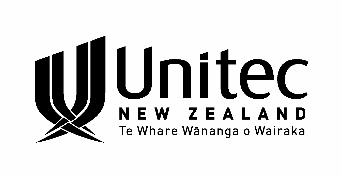 Unitec
NEW ZEALAND
Te Whare Wānanga o Wairaka